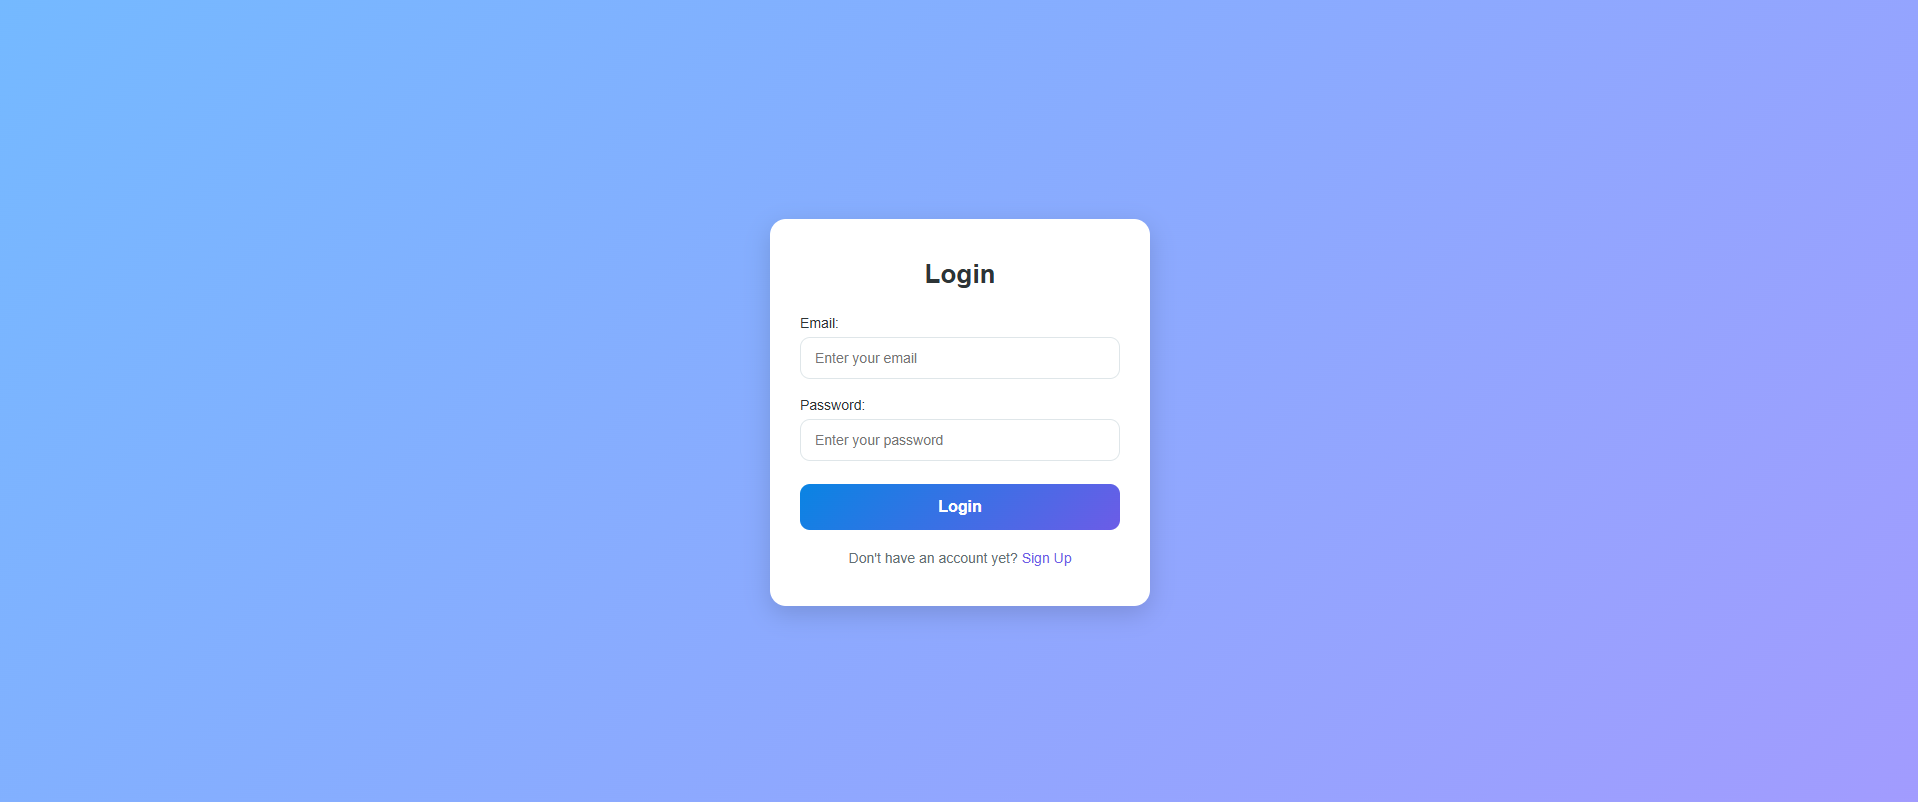 Login
Email:
Enter your email
Password:
Enter your password
Login
Don't have an account yet? Sign Up